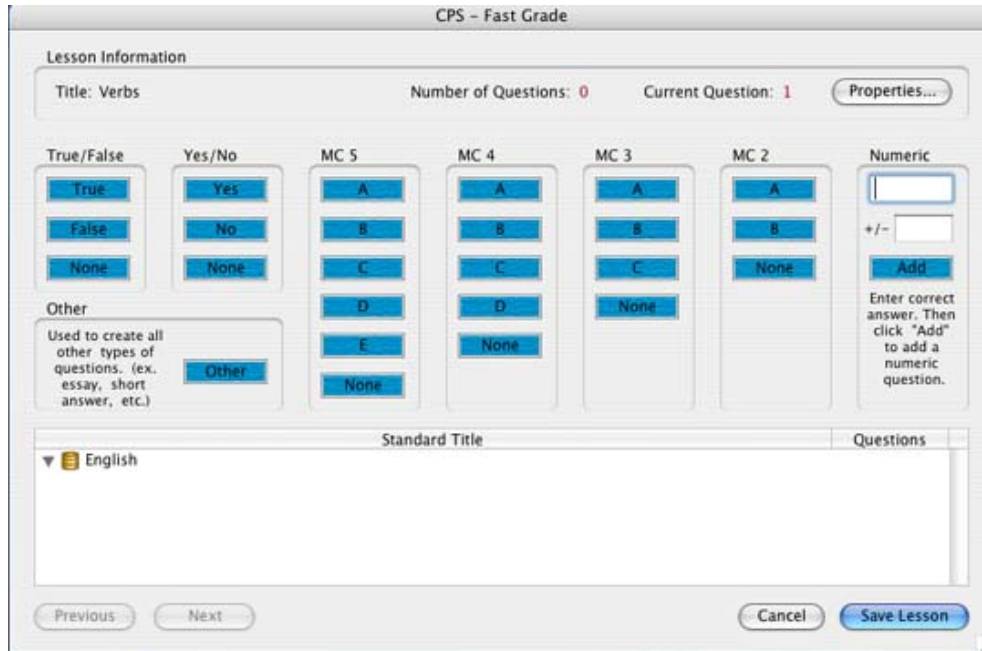 CPS – Fast Grade
Lesson Information
Title: Verbs Number of Questions: 0 Current Question: 1 Properties...
True/False
True
False
None
Yes/No
Yes
No
None
Other
Used to create all
other types of
questions. (ex.
essay, short
answer, etc.)
Other
MC 5
A
B
C
D
E
None
MC 4
A
B
C
D
None
MC 3
A
B
C
None
MC 2
A
B
None
Numeric
+/-
Add
Enter correct
answer. Then
click "Add"
to add a
numeric
question.
Standard Title Questions
English
Previous Next Cancel Save Lesson